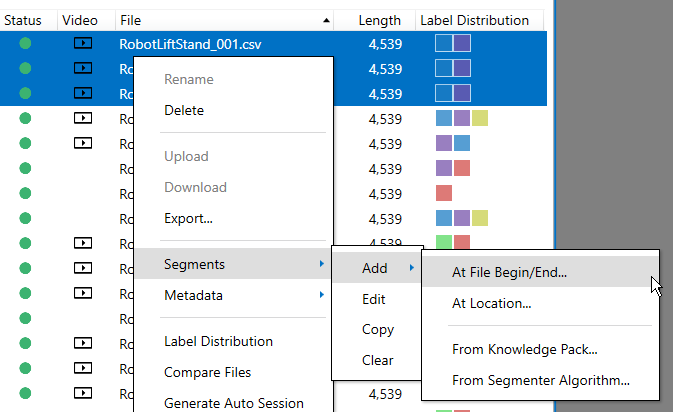 Status Video File Length Label Distribution
RobotLiftStand_001.csv 4,539
Ro 4,539
Rename
Ro 4,539
Delete
Ro 4,539
Ro 4,539
Upload
Ro 4,539
Download
Ro 4,539
Export...
Ro 4,539
Ro 4,539
Segments
Add
At File Begin/End...
Ro
Metadata
Edit
At Location...
Ro
Ro
Copy
Label Distribution
Ro
From Knowledge Pack...
Clear
Compare Files
Ro
From Segmenter Algorithm...
Ro 4,539
Generate Auto Session